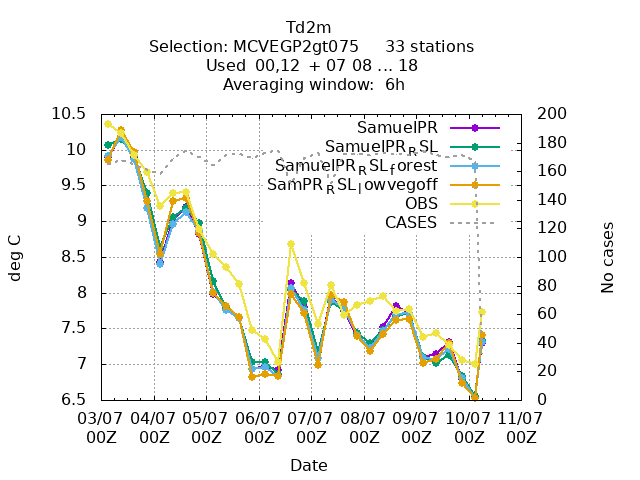 Td2m
Selection: MCVEGP2gt075 33 stations
Used 00,12 + 07 08 ... 18
Averaging window: 6h
10.5
10
9.5
9
8.5
8
7.5
7
6.5
200
180
160
140
120
100
80
60
40
20
0
SamuelPR
SamuelPR_RSL
SamuelPR_RSL_forest
SamPR_RSL_lowvegoff
OBS
CASES
deg C
No cases
03/07 04/07 05/07 06/07 07/07 08/07 09/07 10/07 11/07
00Z 00Z 00Z 00Z 00Z 00Z 00Z 00Z 00Z
Date